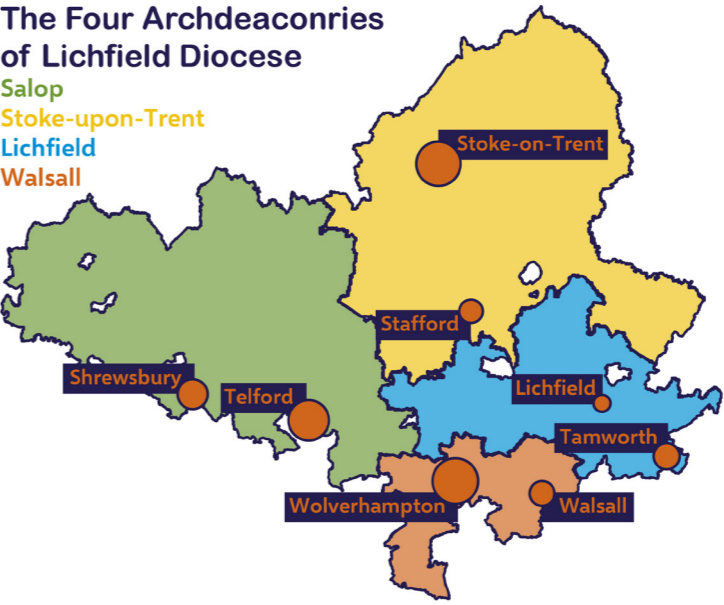 The Four Archdeaconries
of Lichfield Diocese
Salop
Stoke-upon-Trent
Lichfield
Walsall
Stoke-on-Trent
Stafford
Shrewsbury
Telford
Lichfield
Tamworth
Wolverhampton
Walsall